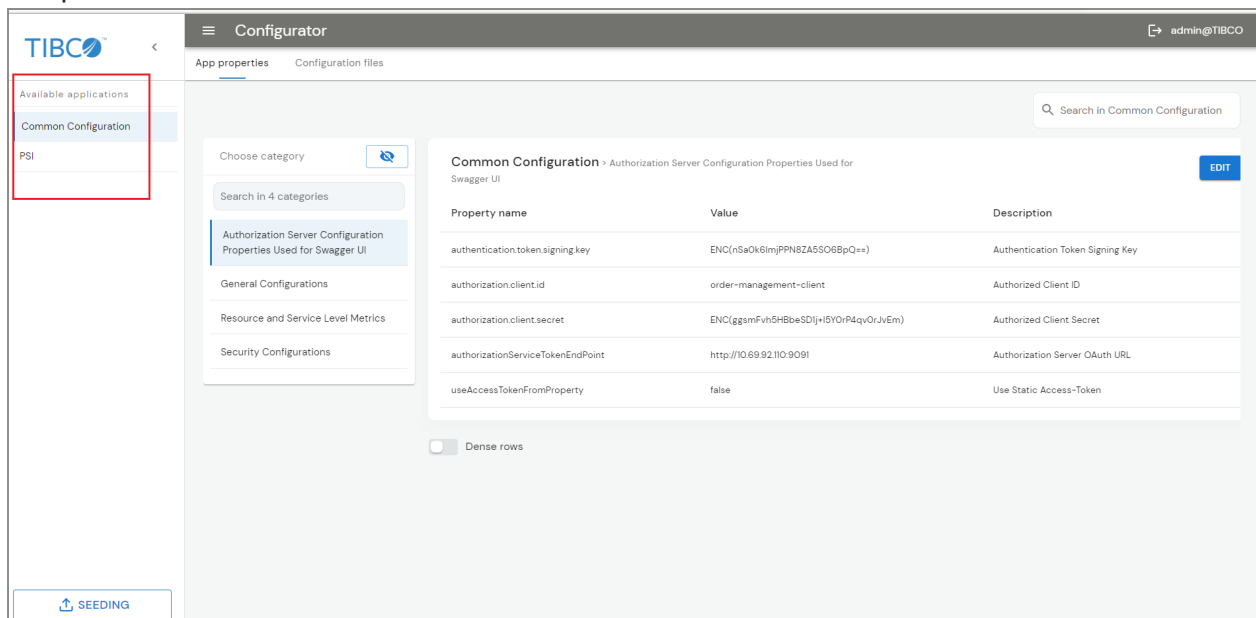 TIBCO™
Configurator
admin@TIBCO
App properties
Configuration files
Available applications
Common Configuration
PSI
SEEDING
Search in Common Configuration
Choose category
Search in 4 categories
Authorization Server Configuration
Properties Used for Swagger UI
General Configurations
Resource and Service Level Metrics
Security Configurations
Common Configuration > Authorization Server Configuration Properties Used for
Swagger UI
EDIT
Property name Value Description
authentication.token.signing.key ENC(nSa0k6ImjPPN8ZA5SO6BpQ==) Authentication Token Signing Key
authorization.client.id order-management-client Authorized Client ID
authorization.client.secret ENC(ggsmFvh5HBbeSD1j+I5Y0rP4qv0rJvEm) Authorized Client Secret
authorizationServiceTokenEndPoint http://10.69.92.110:9091 Authorization Server OAuth URL
useAccessTokenFromProperty false Use Static Access-Token
Dense rows